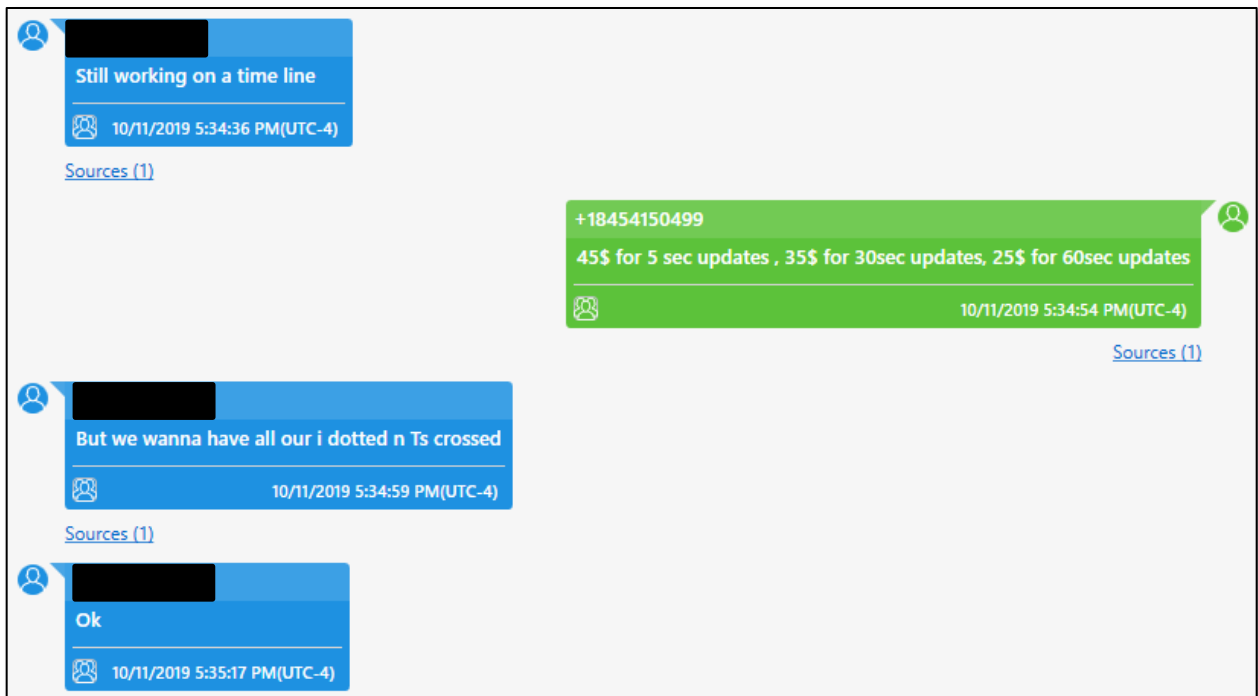 Still working on a time line
10/11/2019 5:34:36 PM(UTC-4)
Sources (1)
+18454150499
45$ for 5 sec updates , 35$ for 30sec updates, 25$ for 60sec updates
10/11/2019 5:34:54 PM(UTC-4)
Sources (1)
But we wanna have all our i dotted n Ts crossed
10/11/2019 5:34:59 PM(UTC-4)
Sources (1)
Ok
10/11/2019 5:35:17 PM(UTC-4)